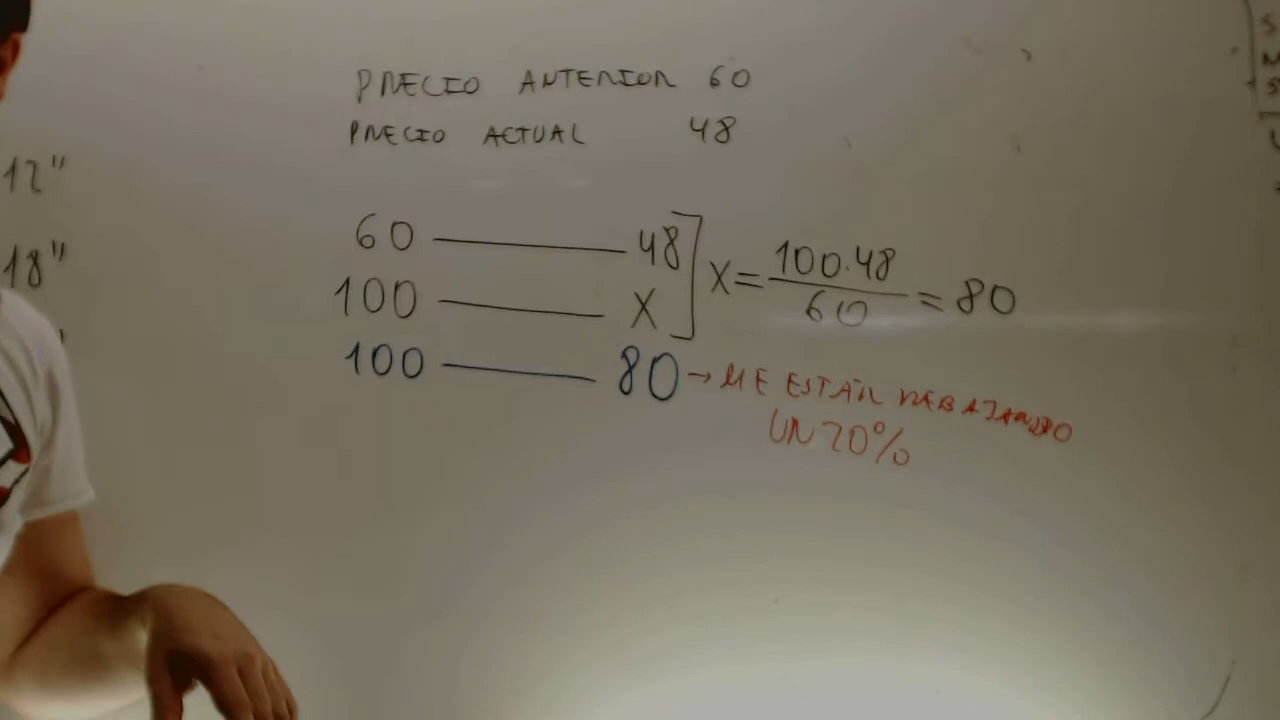 PRECIO ANTERIOR 60
PRECIO ACTUAL 48
12"
18"
60 — 48
100 — X
X = 100.48 / 60 = 80
100 — 80 → ME ESTÁN REBAJANDO
UN 20%